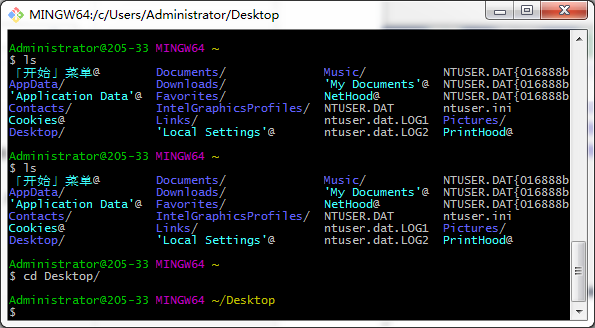 MINGW64:/c/Users/Administrator/Desktop
Administrator@205-33 MINGW64 ~
$ ls
「开始」菜单@ Documents/ Music/ NTUSER.DAT{016888b
AppData/ Downloads/ 'My Documents'@ NTUSER.DAT{016888b
'Application Data'@ Favorites/ NetHood@ NTUSER.DAT{016888b
Contacts/ IntelGraphicsProfiles/ NTUSER.DAT ntuser.ini
Cookies@ Links/ ntuser.dat.LOG1 Pictures/
Desktop/ 'Local Settings'@ ntuser.dat.LOG2 PrintHood@
Administrator@205-33 MINGW64 ~
$ ls
「开始」菜单@ Documents/ Music/ NTUSER.DAT{016888b
AppData/ Downloads/ 'My Documents'@ NTUSER.DAT{016888b
'Application Data'@ Favorites/ NetHood@ NTUSER.DAT{016888b
Contacts/ IntelGraphicsProfiles/ NTUSER.DAT ntuser.ini
Cookies@ Links/ ntuser.dat.LOG1 Pictures/
Desktop/ 'Local Settings'@ ntuser.dat.LOG2 PrintHood@
Administrator@205-33 MINGW64 ~
$ cd Desktop/
Administrator@205-33 MINGW64 ~/Desktop
$